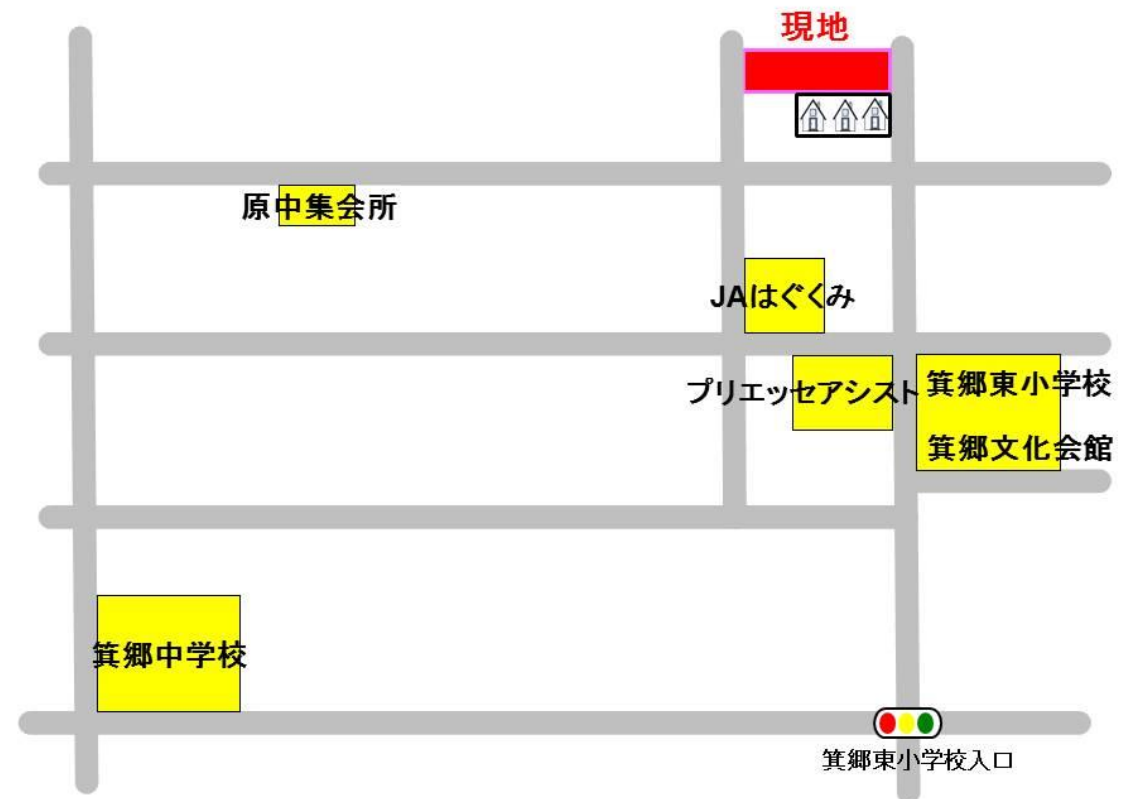 現地
原中集会所
JAはぐくみ
プリエッセアシスト
箕郷東小学校
箕郷文化会館
箕郷中学校
箕郷東小学校入口